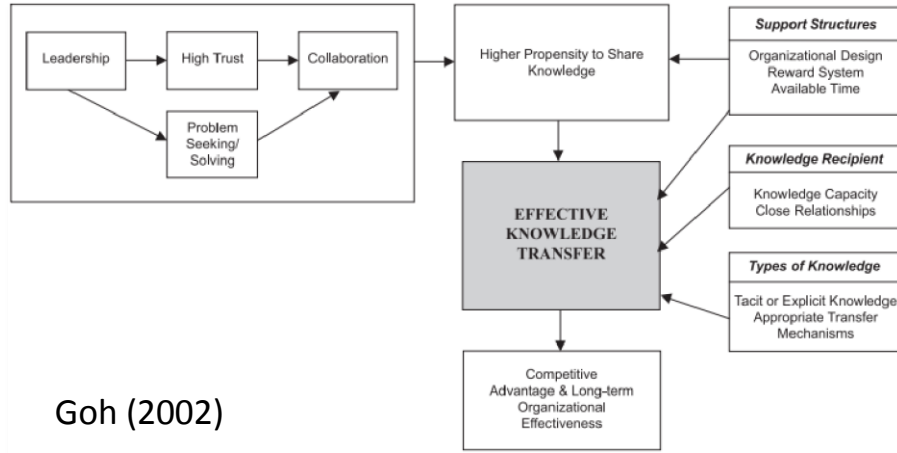 Leadership
High Trust
Collaboration
Problem
Seeking/
Solving
Higher Propensity to Share
Knowledge
Support Structures
Organizational Design
Reward System
Available Time
Knowledge Recipient
Knowledge Capacity
Close Relationships
EFFECTIVE
KNOWLEDGE
TRANSFER
Types of Knowledge
Tacit or Explicit Knowledge
Appropriate Transfer
Mechanisms
Competitive
Advantage & Long-term
Organizational
Effectiveness
Goh (2002)